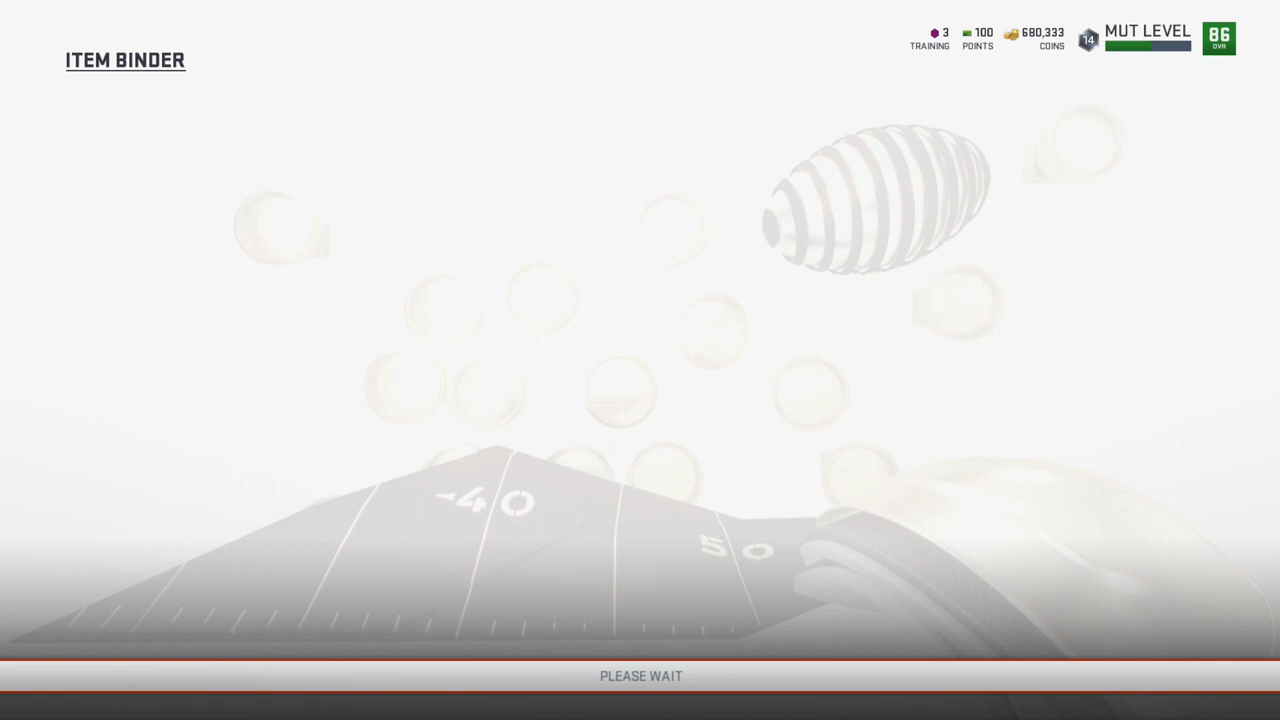 ITEM BINDER
3
TRAINING
100
POINTS
680,333
COINS
14
MUT LEVEL
86
OVR
40
50
PLEASE WAIT